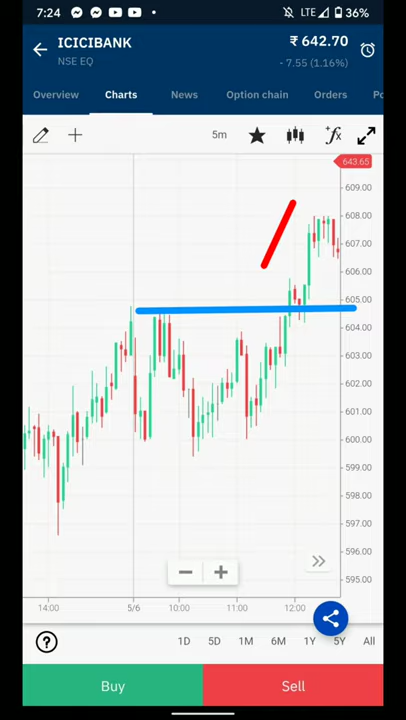 7:24 LTE 36%
ICICIBANK ₹ 642.70
NSE EQ - 7.55 (1.16%)
Overview Charts News Option chain Orders Po
5m
643.65
609.00
608.00
607.00
606.00
605.00
604.00
603.00
602.00
601.00
600.00
599.00
598.00
597.00
596.00
595.00
14:00 5/6 10:00 11:00 12:00
1D 5D 1M 6M 1Y 5Y All
Buy Sell